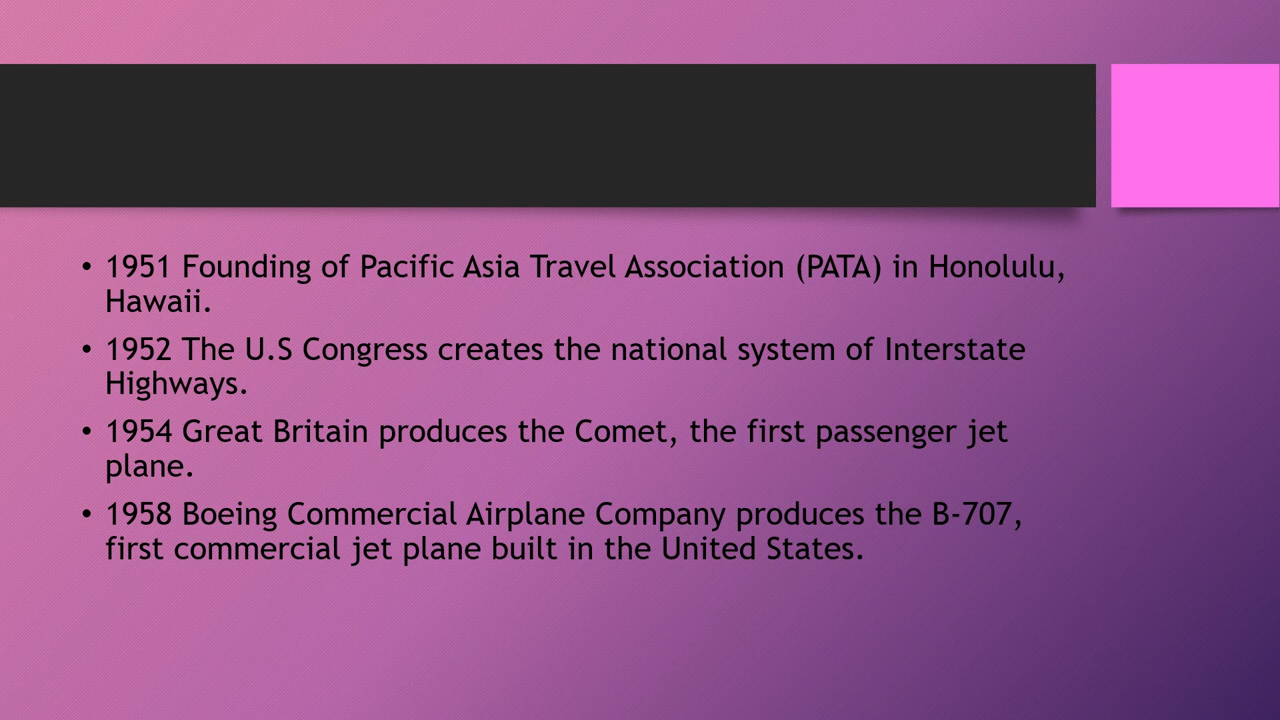 • 1951 Founding of Pacific Asia Travel Association (PATA) in Honolulu,
Hawaii.
• 1952 The U.S Congress creates the national system of Interstate
Highways.
• 1954 Great Britain produces the Comet, the first passenger jet
plane.
• 1958 Boeing Commercial Airplane Company produces the B-707,
first commercial jet plane built in the United States.